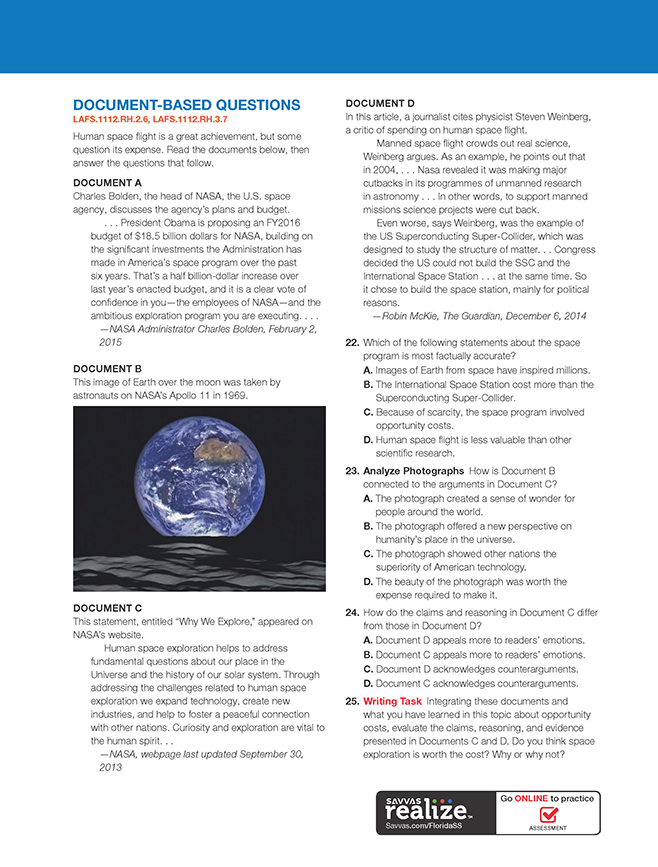 DOCUMENT-BASED QUESTIONS
LAFS.1112.RH.2.6, LAFS.1112.RH.3.7
Human space flight is a great achievement, but some
question its expense. Read the documents below, then
answer the questions that follow.
DOCUMENT A
Charles Bolden, the head of NASA, the U.S. space
agency, discusses the agency's plans and budget.
. . . President Obama is proposing an FY2016
budget of $18.5 billion dollars for NASA, building on
the significant investments the Administration has
made in America's space program over the past
six years. That's a half billion-dollar increase over
last year's enacted budget, and it is a clear vote of
confidence in you—the employees of NASA—and the
ambitious exploration program you are executing. . . .
—NASA Administrator Charles Bolden, February 2,
2015
DOCUMENT B
This image of Earth over the moon was taken by
astronauts on NASA's Apollo 11 in 1969.
DOCUMENT C
This statement, entitled "Why We Explore," appeared on
NASA's website.
Human space exploration helps to address
fundamental questions about our place in the
Universe and the history of our solar system. Through
addressing the challenges related to human space
exploration we expand technology, create new
industries, and help to foster a peaceful connection
with other nations. Curiosity and exploration are vital to
the human spirit. . .
—NASA, webpage last updated September 30,
2013
DOCUMENT D
In this article, a journalist cites physicist Steven Weinberg,
a critic of spending on human space flight.
Manned space flight crowds out real science,
Weinberg argues. As an example, he points out that
in 2004, . . . Nasa revealed it was making major
cutbacks in its programmes of unmanned research
in astronomy . . . In other words, to support manned
missions science projects were cut back.
Even worse, says Weinberg, was the example of
the US Superconducting Super-Collider, which was
designed to study the structure of matter. . . Congress
decided the US could not build the SSC and the
International Space Station . . . at the same time. So
it chose to build the space station, mainly for political
reasons.
—Robin McKie, The Guardian, December 6, 2014
22. Which of the following statements about the space
program is most factually accurate?
A. Images of Earth from space have inspired millions.
B. The International Space Station cost more than the
Superconducting Super-Collider.
C. Because of scarcity, the space program involved
opportunity costs.
D. Human space flight is less valuable than other
scientific research.
23. Analyze Photographs How is Document B
connected to the arguments in Document C?
A. The photograph created a sense of wonder for
people around the world.
B. The photograph offered a new perspective on
humanity's place in the universe.
C. The photograph showed other nations the
superiority of American technology.
D. The beauty of the photograph was worth the
expense required to make it.
24. How do the claims and reasoning in Document C differ
from those in Document D?
A. Document D appeals more to readers' emotions.
B. Document C appeals more to readers' emotions.
C. Document D acknowledges counterarguments.
D. Document C acknowledges counterarguments.
25. Writing Task Integrating these documents and
what you have learned in this topic about opportunity
costs, evaluate the claims, reasoning, and evidence
presented in Documents C and D. Do you think space
exploration is worth the cost? Why or why not?
SAVVAS
realize™
Savvas.com/FloridaSS
Go ONLINE to practice
ASSESSMENT